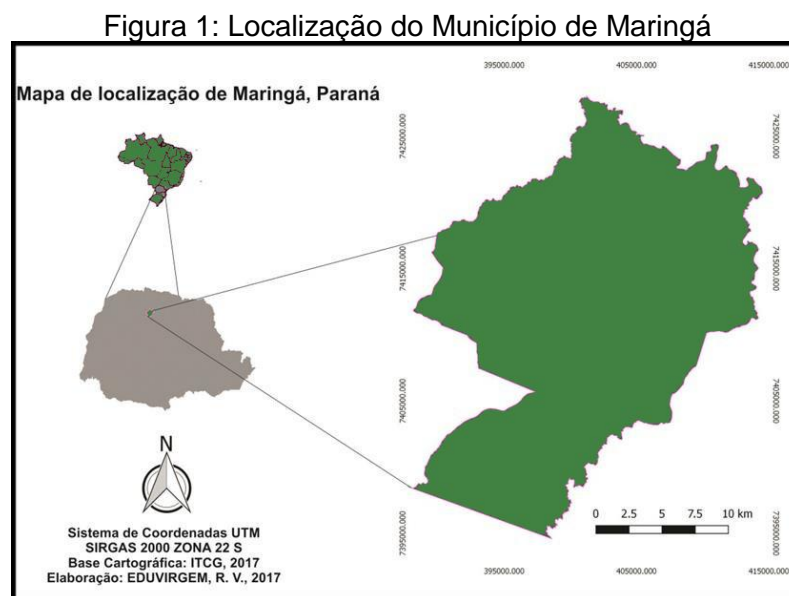 Figura 1: Localização do Município de Maringá
395000.000 405000.000 415000.000
Mapa de localização de Maringá, Paraná
7425000.000 7425000.000
7415000.000 7415000.000
7405000.000 7405000.000
7395000.000 7395000.000
N
0 2.5 5 7.5 10 km
Sistema de Coordenadas UTM
SIRGAS 2000 ZONA 22 S
Base Cartográfica: ITCG, 2017
Elaboração: EDUVIRGEM, R. V., 2017
395000.000 405000.000 415000.000